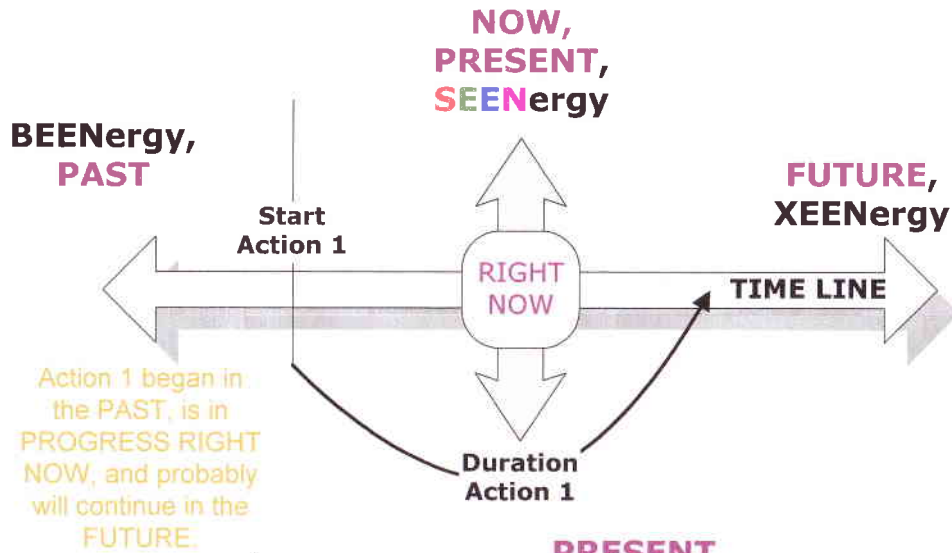 NOW,
PRESENT,
SEENergy
BEENergy,
PAST
FUTURE,
XEENergy
Start
Action 1
RIGHT
NOW
TIME LINE
Action 1 began in
the PAST, is in
PROGRESS RIGHT
NOW, and probably
will continue in the
FUTURE.
Duration
Action 1
PRESENT